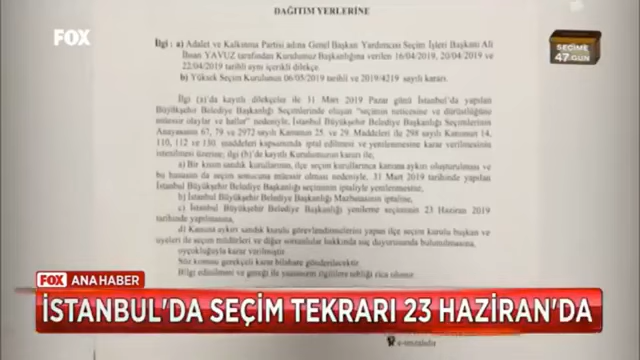 DAĞITIM YERLERİNE
FOX
İlgi : a) Adalet ve Kalkınma Partisi adına Genel Başkan Yardımcısı Seçim İşleri Başkanı Ali
İhsan YAVUZ tarafından Kurulumuz Başkanlığına verilen 16/04/2019, 20/04/2019 ve
22/04/2019 tarihli aynı içerikli dilekçe.
b) Yüksek Seçim Kurulunun 06/05/2019 tarihli ve 2019/4219 sayılı kararı.
SEÇİME
47 GÜN
İlgi (a)'da kayıtlı dilekçeler ile 31 Mart 2019 Pazar günü İstanbul'da yapılan
Büyükşehir Belediye Başkanlığı Seçimlerinde oluşan "seçimin neticesine ve dürüstlüğüne
müessir olaylar ve haller" nedeniyle, İstanbul Büyükşehir Belediye Başkanlığı Seçimlerinin
Anayasanın 67, 79 ve 2972 sayılı Kanunun 25. ve 29. Maddeleri ile 298 sayılı Kanunun 14,
110, 112 ve 130. maddeleri kapsamında iptal edilmesi ve yenilenmesine karar verilmesinin
istenilmesi üzerine; ilgi (b)'de kayıtlı Kurulumuzun kararı ile,
a) Bir kısım sandık kurullarının, ilçe seçim kurullarınca kanuna aykırı oluşturulması ve
bu hususun da seçim sonucuna müessir olması nedeniyle, 31 Mart 2019 tarihinde yapılan
İstanbul Büyükşehir Belediye Başkanlığı seçiminin iptaliyle yenilenmesine,
b) İstanbul Büyükşehir Belediye Başkanlığı Mazbatasının iptaline,
c) İstanbul Büyükşehir Belediye Başkanlığı yenileme seçiminin 23 Haziran 2019
tarihinde yapılmasına,
d) Kanuna aykırı sandık kurulu görevlendirmelerini yapan ilçe seçim kurulu başkan ve
üyeleri ile seçim müdürleri ve diğer sorumlular hakkında suç duyurusunda bulunulmasına,
oyçokluğuyla karar verilmiştir
Söz konusu gerekçeli karar bilahare gönderilecektir.
Bilgi edinilmesi ve gereği ile yazımızın ilgililere tebliği rica olunur.
FOX ANA HABER
İSTANBUL'DA SEÇİM TEKRARI 23 HAZİRAN'DA